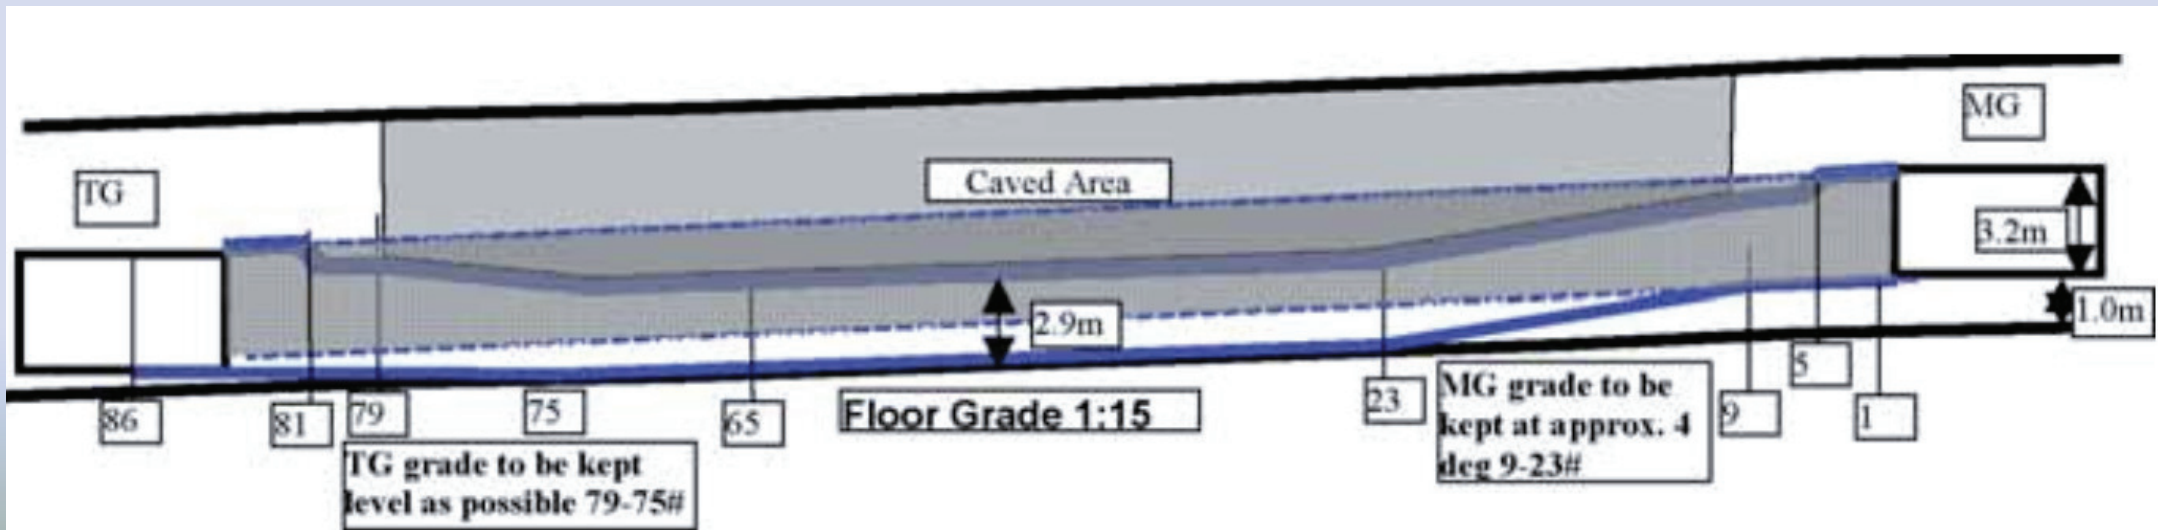 MG
TG
Caved Area
3.2m
2.9m
1.0m
5
86
81
79
75
65
Floor Grade 1:15
23
MG grade to be
kept at approx. 4
deg 9-23#
9
1
TG grade to be kept
level as possible 79-75#